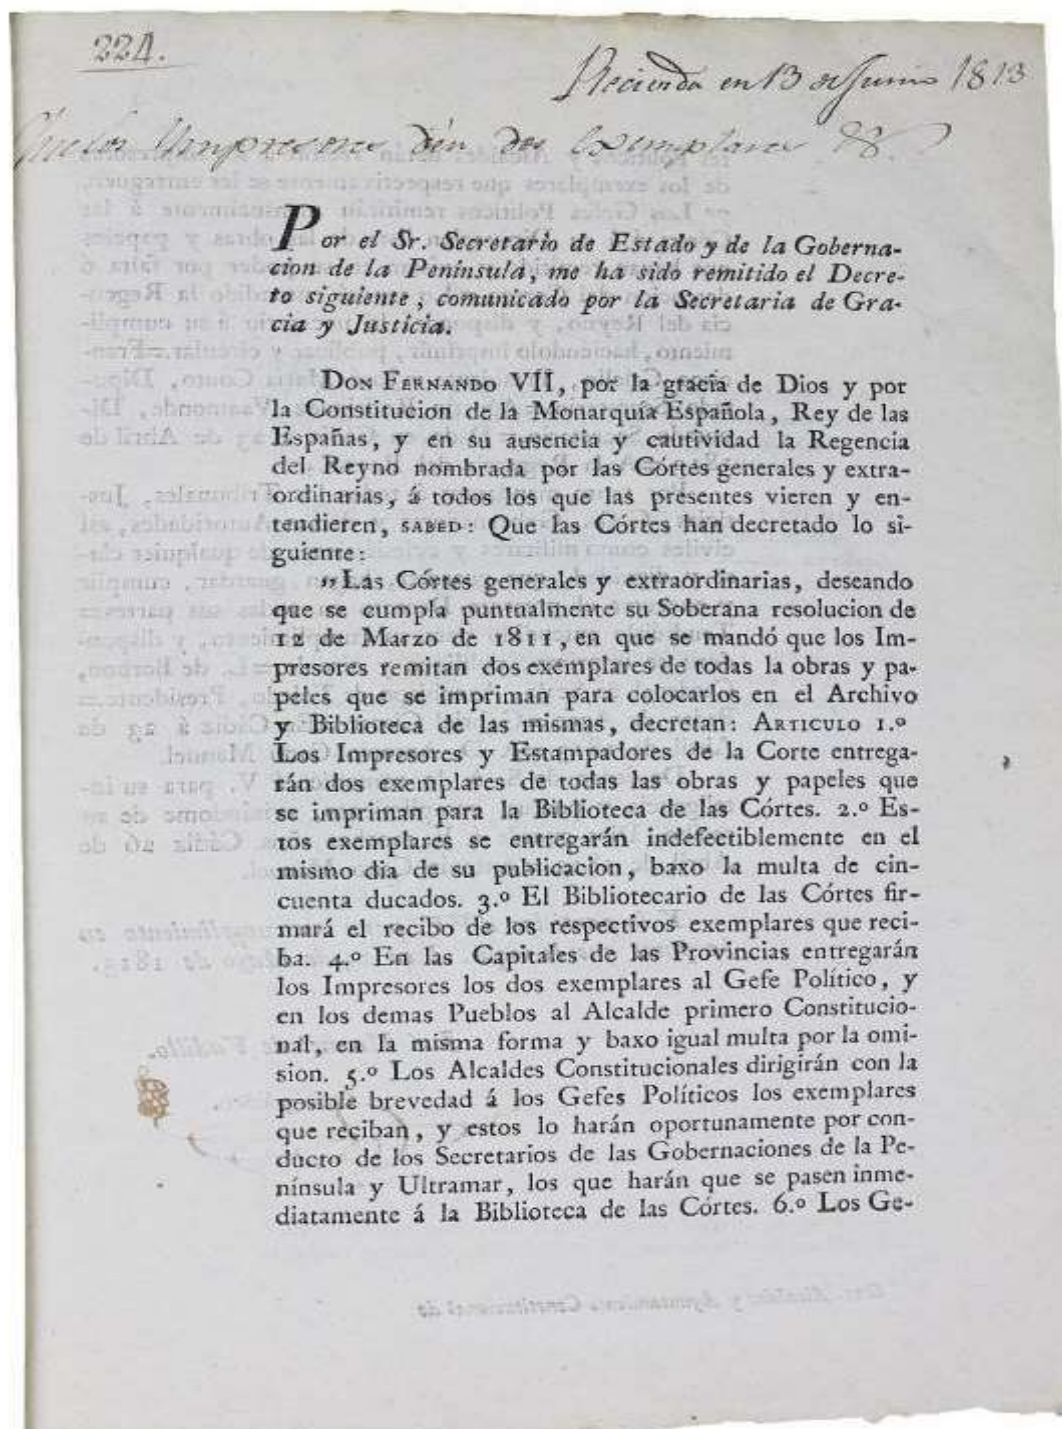 224.
Recivida en 13 de Junio 1813
Que los Ympresores dén dos exemplares &.
Por el Sr. Secretario de Estado y de la Goberna-
cion de la Península, me ha sido remitido el Decre-
to siguiente, comunicado por la Secretaria de Gra-
cia y Justicia.
DON FERNANDO VII, por la gracia de Dios y por
la Constitucion de la Monarquía Española, Rey de las
Españas, y en su ausencia y cautividad la Regencia
del Reyno nombrada por las Córtes generales y extra-
ordinarias, á todos los que las presentes vieren y en-
tendieren, SABED: Que las Córtes han decretado lo si-
guiente:
„Las Córtes generales y extraordinarias, deseando
que se cumpla puntualmente su Soberana resolucion de
12 de Marzo de 1811, en que se mandó que los Im-
presores remitan dos exemplares de todas la obras y pa-
peles que se impriman para colocarlos en el Archivo
y Biblioteca de las mismas, decretan: ARTICULO 1.º
Los Impresores y Estampadores de la Corte entrega-
rán dos exemplares de todas las obras y papeles que
se impriman para la Biblioteca de las Córtes. 2.º Es-
tos exemplares se entregarán indefectiblemente en el
mismo dia de su publicacion, baxo la multa de cin-
cuenta ducados. 3.º El Bibliotecario de las Córtes fir-
mará el recibo de los respectivos exemplares que reci-
ba. 4.º En las Capitales de las Provincias entregarán
los Impresores los dos exemplares al Gefe Político, y
en los demas Pueblos al Alcalde primero Constitucio-
nal, en la misma forma y baxo igual multa por la omi-
sion. 5.º Los Alcaldes Constitucionales dirigirán con la
posible brevedad á los Gefes Políticos los exemplares
que reciban, y estos lo harán oportunamente por con-
ducto de los Secretarios de las Gobernaciones de la Pe-
nínsula y Ultramar, los que harán que se pasen inme-
diatamente á la Biblioteca de las Córtes. 6.º Los Ge-